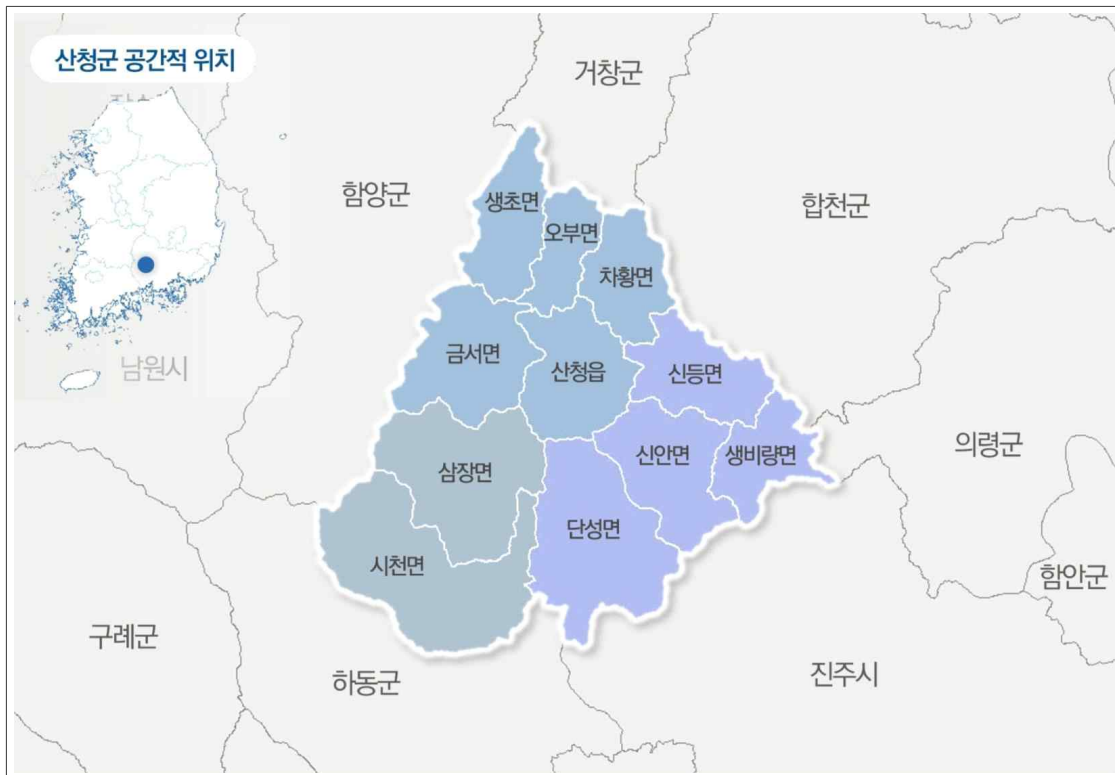 산청군 공간적 위치
거창군
함양군
합천군
생초면
오부면
차황면
금서면
산청읍
신등면
남원시
의령군
신안면
생비량면
삼장면
단성면
시천면
함안군
구례군
하동군
진주시